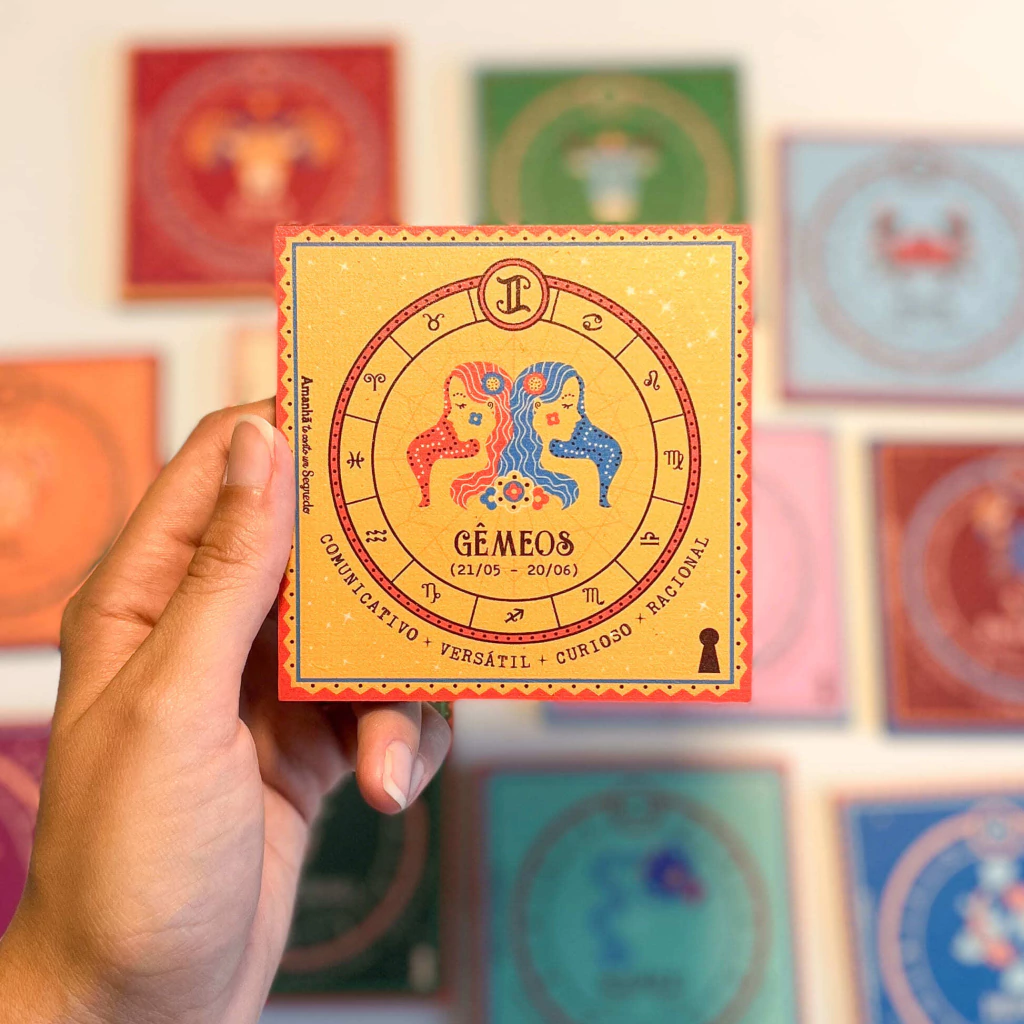 GÊMEOS
(21/05 - 20/06)
COMUNICATIVO + VERSÁTIL + CURIOSO + RACIONAL
Amanhã te conto um Segredo